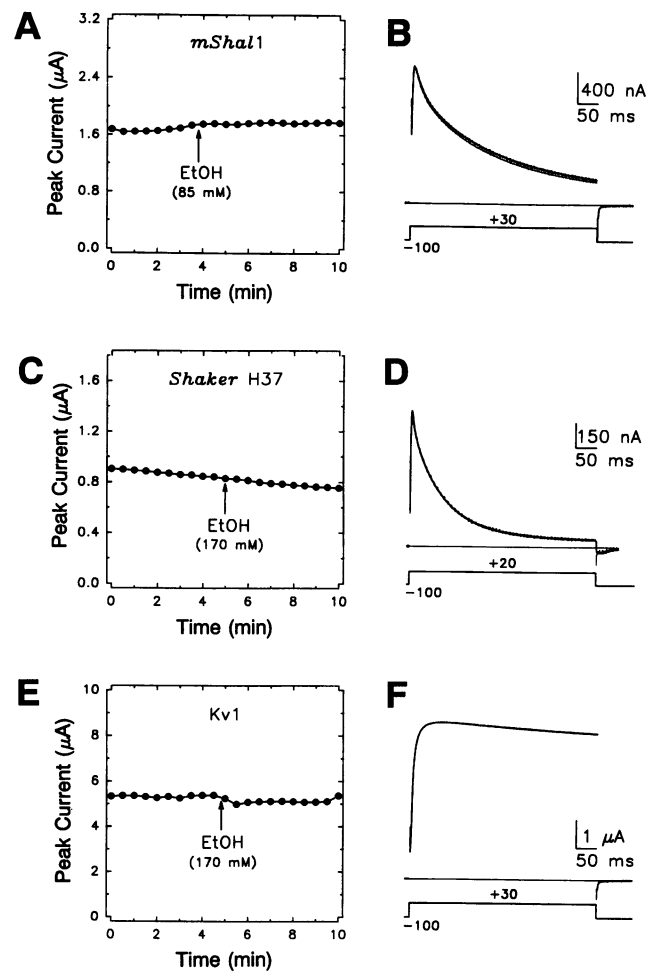 A
mShal1
Peak Current (µA)
3.2
2.4
1.6
0.8
0.0
EtOH
(85 mM)
0 2 4 6 8 10
Time (min)
B
400 nA
50 ms
+30
-100
C
Shaker H37
Peak Current (µA)
1.6
1.2
0.8
0.4
0.0
EtOH
(170 mM)
0 2 4 6 8 10
Time (min)
D
150 nA
50 ms
+20
-100
E
Kv1
Peak Current (µA)
10
8
6
4
2
0
EtOH
(170 mM)
0 2 4 6 8 10
Time (min)
F
1 µA
50 ms
+30
-100